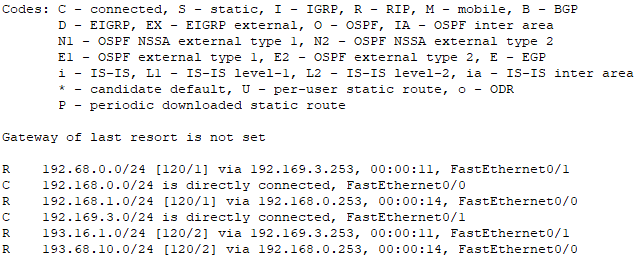 Codes: C - connected, S - static, I - IGRP, R - RIP, M - mobile, B - BGP
D - EIGRP, EX - EIGRP external, O - OSPF, IA - OSPF inter area
N1 - OSPF NSSA external type 1, N2 - OSPF NSSA external type 2
E1 - OSPF external type 1, E2 - OSPF external type 2, E - EGP
i - IS-IS, L1 - IS-IS level-1, L2 - IS-IS level-2, ia - IS-IS inter area
* - candidate default, U - per-user static route, o - ODR
P - periodic downloaded static route
Gateway of last resort is not set
R 192.68.0.0/24 [120/1] via 192.169.3.253, 00:00:11, FastEthernet0/1
C 192.168.0.0/24 is directly connected, FastEthernet0/0
R 192.168.1.0/24 [120/1] via 192.168.0.253, 00:00:14, FastEthernet0/0
C 192.169.3.0/24 is directly connected, FastEthernet0/1
R 193.16.1.0/24 [120/2] via 192.169.3.253, 00:00:11, FastEthernet0/1
R 193.68.10.0/24 [120/2] via 192.168.0.253, 00:00:14, FastEthernet0/0